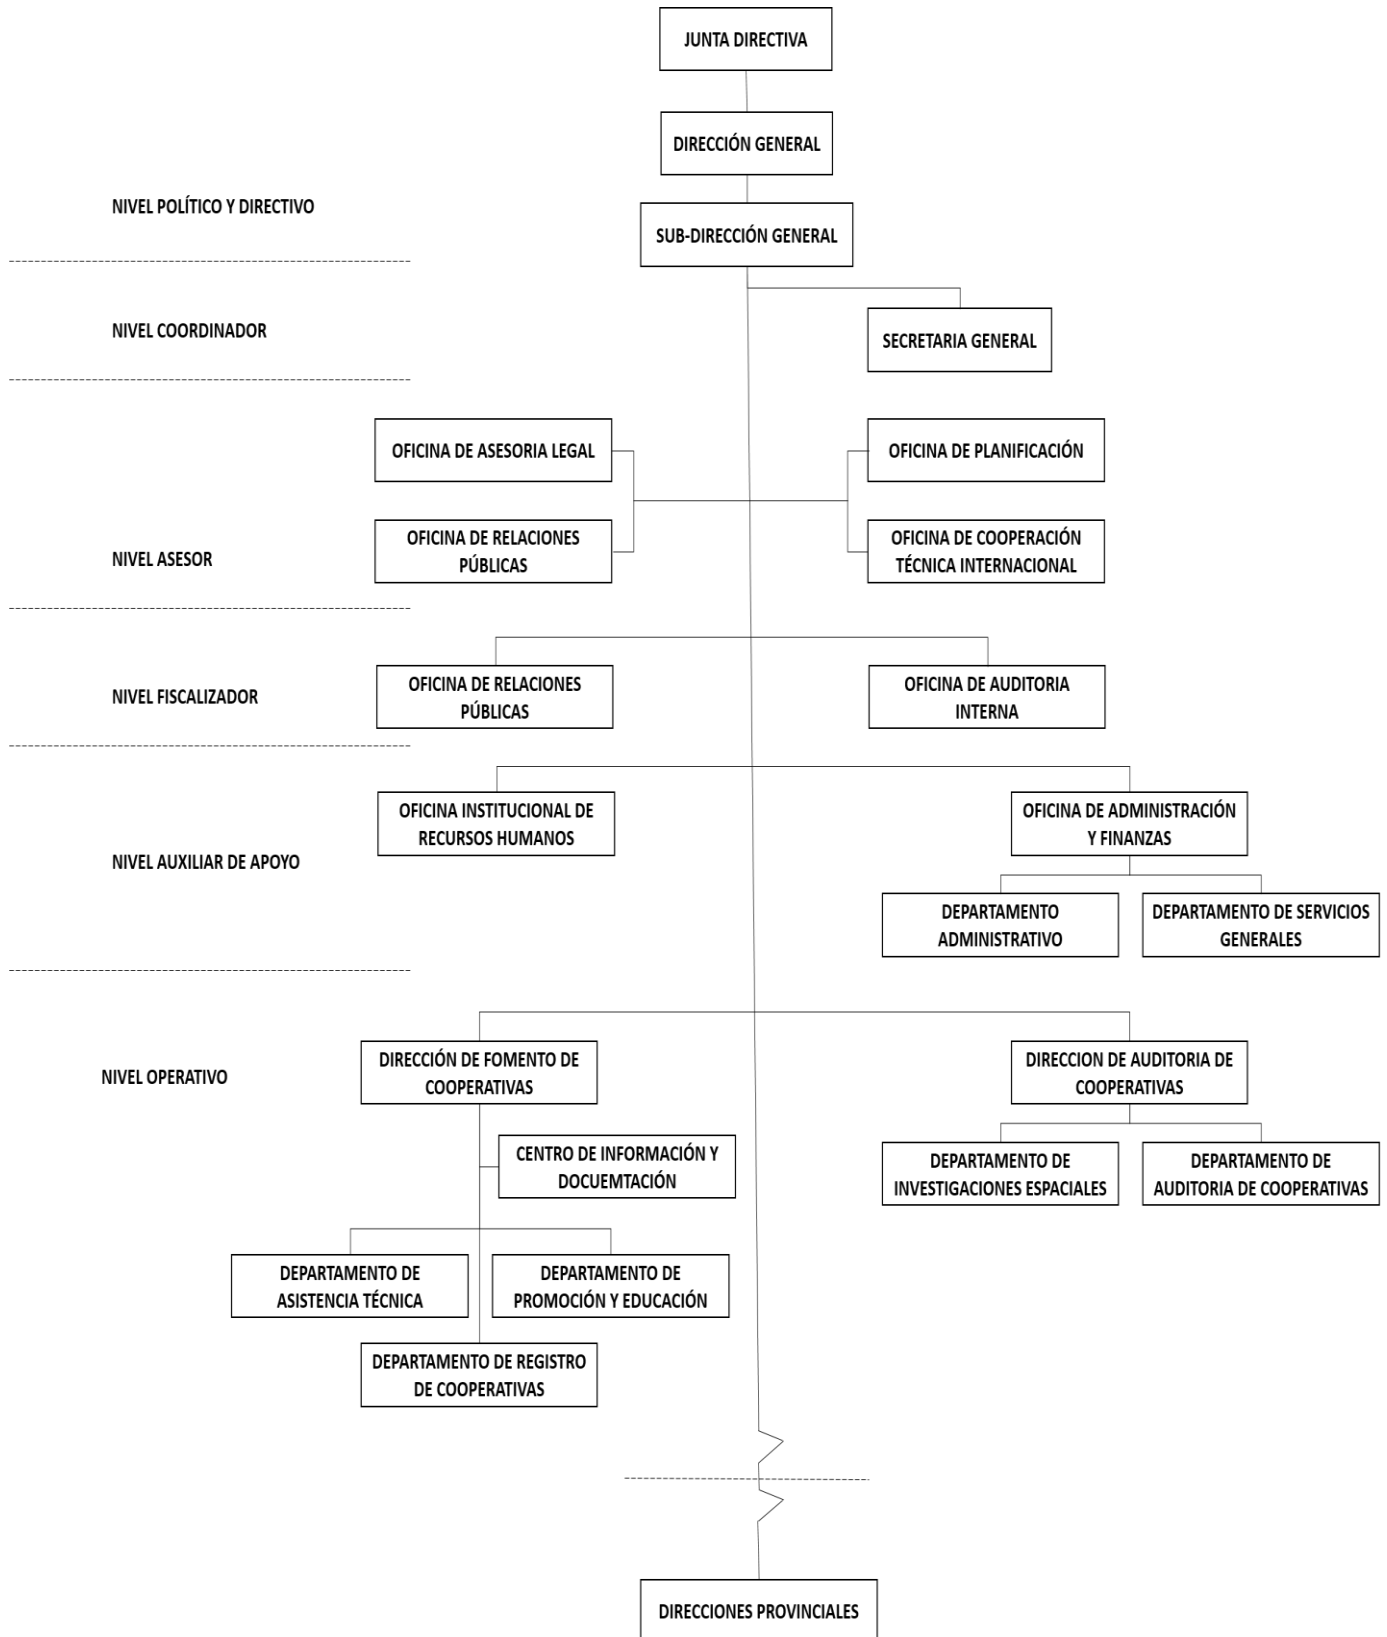 JUNTA DIRECTIVA
DIRECCIÓN GENERAL
NIVEL POLÍTICO Y DIRECTIVO
SUB-DIRECCIÓN GENERAL
NIVEL COORDINADOR
SECRETARIA GENERAL
OFICINA DE ASESORIA LEGAL
OFICINA DE PLANIFICACIÓN
OFICINA DE RELACIONES
PÚBLICAS
OFICINA DE COOPERACIÓN
TÉCNICA INTERNACIONAL
NIVEL ASESOR
NIVEL FISCALIZADOR
OFICINA DE RELACIONES
PÚBLICAS
OFICINA DE AUDITORIA
INTERNA
OFICINA INSTITUCIONAL DE
RECURSOS HUMANOS
OFICINA DE ADMINISTRACIÓN
Y FINANZAS
NIVEL AUXILIAR DE APOYO
DEPARTAMENTO
ADMINISTRATIVO
DEPARTAMENTO DE SERVICIOS
GENERALES
NIVEL OPERATIVO
DIRECCIÓN DE FOMENTO DE
COOPERATIVAS
DIRECCION DE AUDITORIA DE
COOPERATIVAS
CENTRO DE INFORMACIÓN Y
DOCUEMTACIÓN
DEPARTAMENTO DE
INVESTIGACIONES ESPACIALES
DEPARTAMENTO DE
AUDITORIA DE COOPERATIVAS
DEPARTAMENTO DE
ASISTENCIA TÉCNICA
DEPARTAMENTO DE
PROMOCIÓN Y EDUCACIÓN
DEPARTAMENTO DE REGISTRO
DE COOPERATIVAS
DIRECCIONES PROVINCIALES